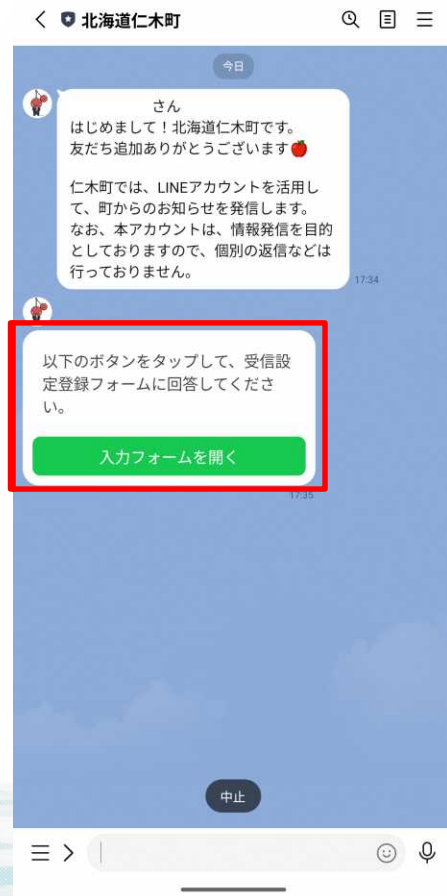 北海道仁木町
今日
さん
はじめまして！北海道仁木町です。
友だち追加ありがとうございます🍎
仁木町では、LINEアカウントを活用し
て、町からのお知らせを発信します。
なお、本アカウントは、情報発信を目的
としておりますので、個別の返信などは
行っておりません。
17:34
以下のボタンをタップして、受信設
定登録フォームに回答してくださ
い。
入力フォームを開く
17:35
中止